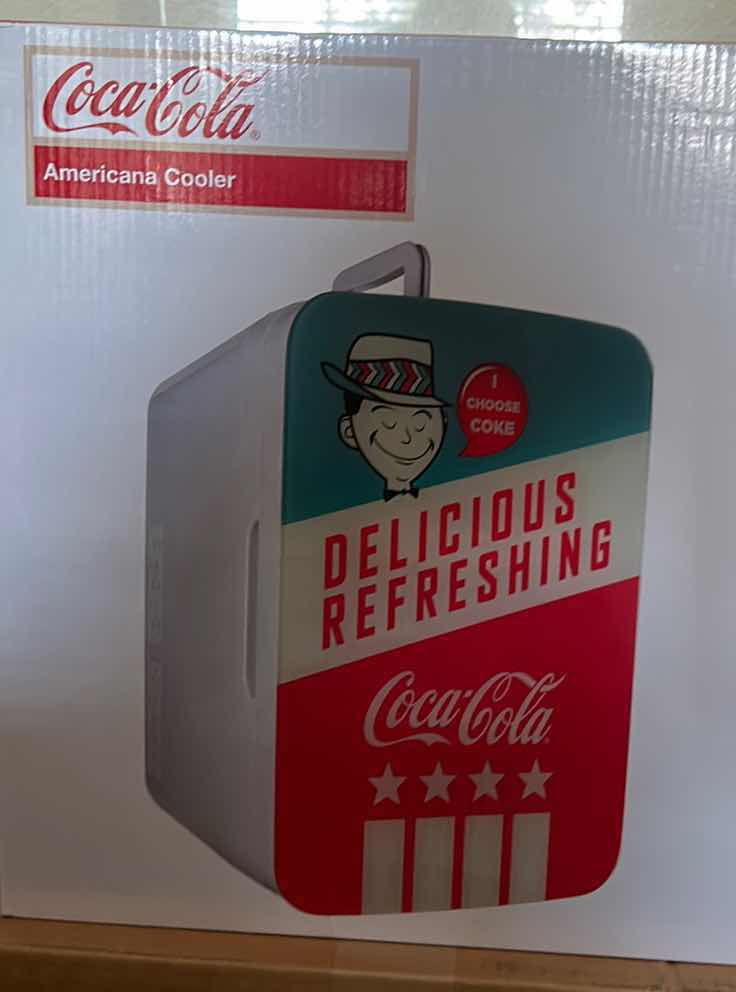 Coca-Cola®
Americana Cooler
I
CHOOSE
COKE
DELICIOUS
REFRESHING
Coca-Cola